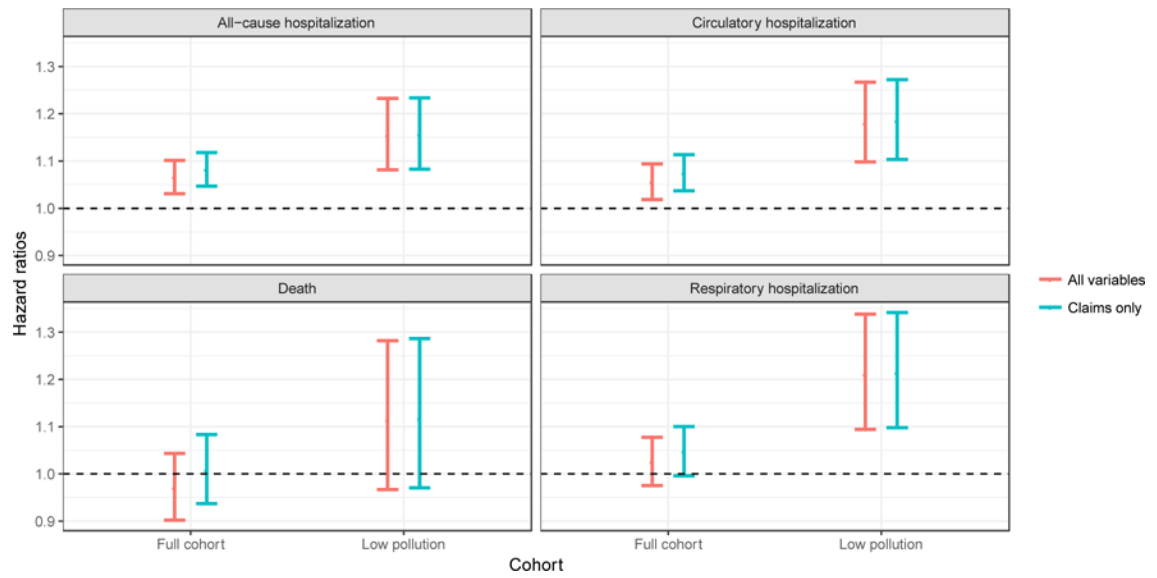 All−cause hospitalization
Circulatory hospitalization
1.3
1.2
1.1
1.0
0.9
Death
Respiratory hospitalization
1.3
1.2
1.1
1.0
0.9
Hazard ratios
Full cohort
Low pollution
Full cohort
Low pollution
Cohort
All variables
Claims only